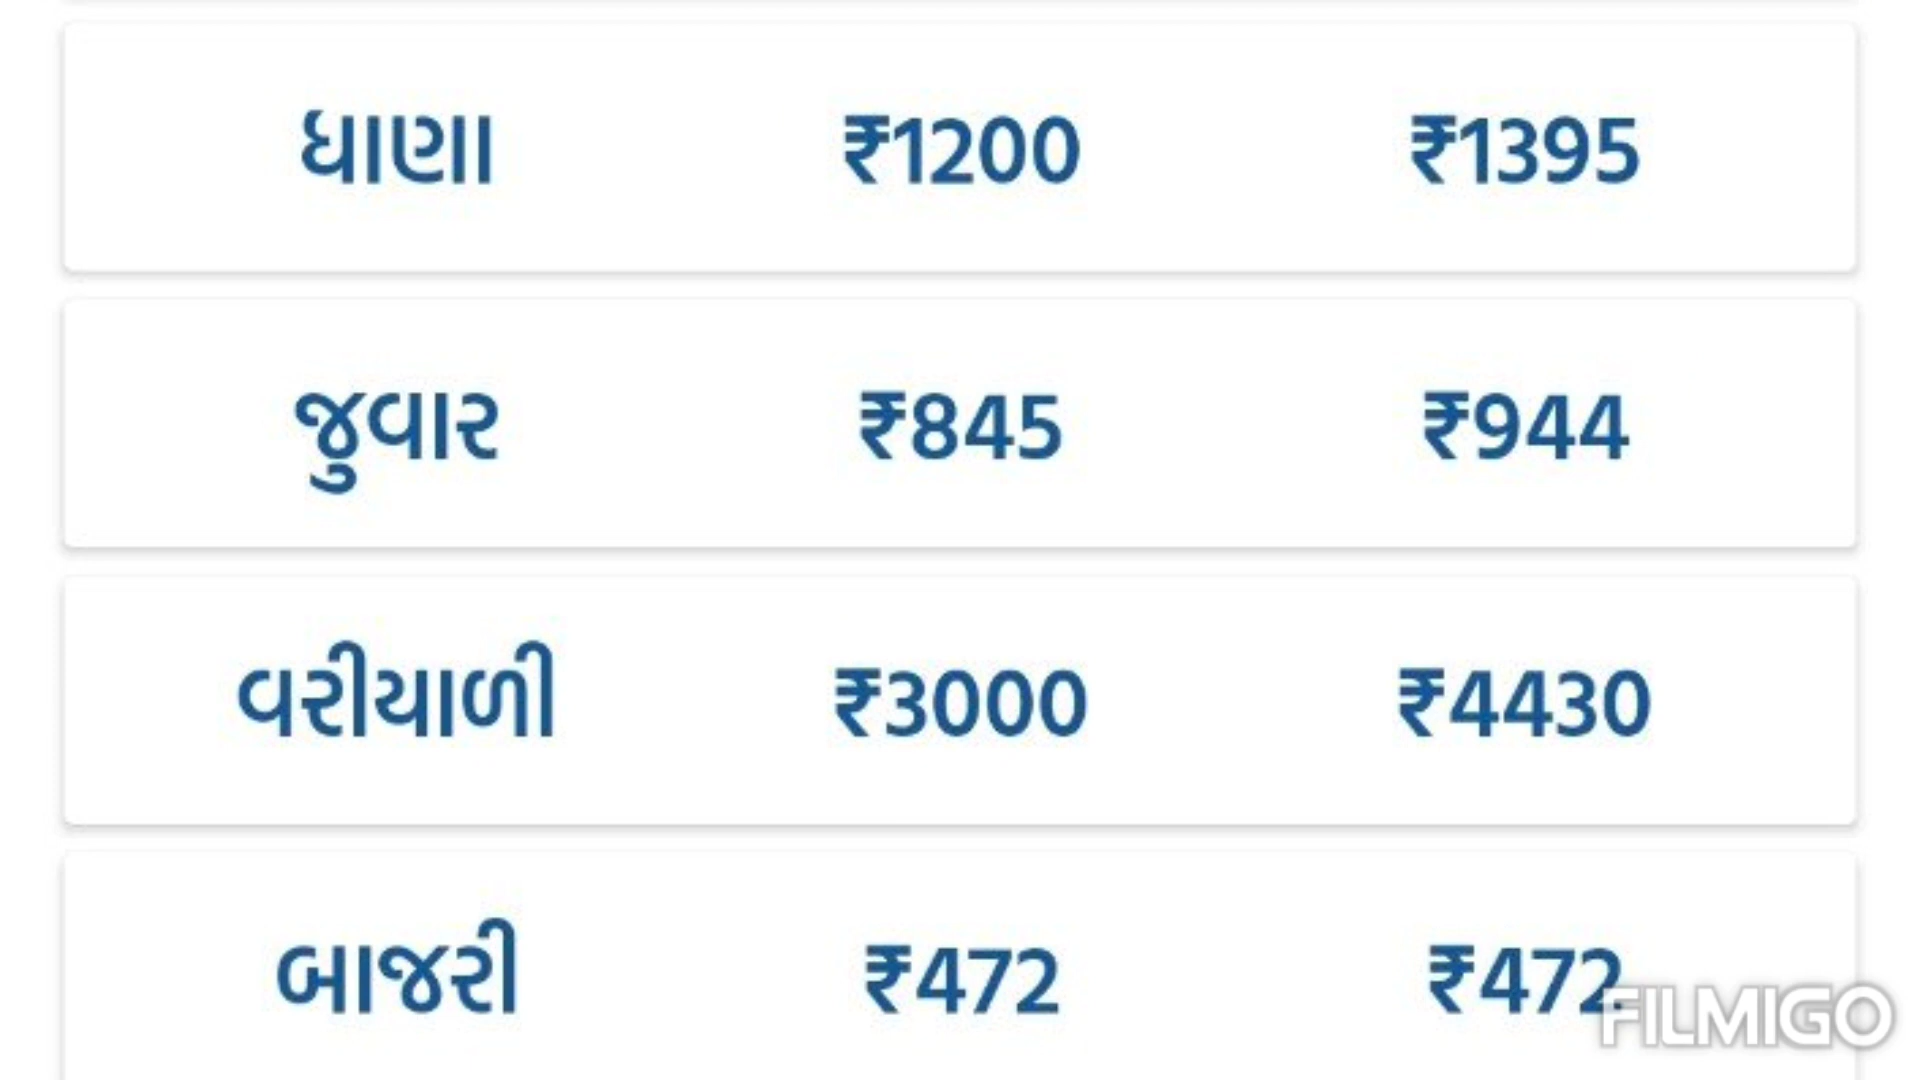 ધાણા ₹1200 ₹1395
જુવાર ₹845 ₹944
વરીયાળી ₹3000 ₹4430
બાજરી ₹472 ₹472
FILMIGO